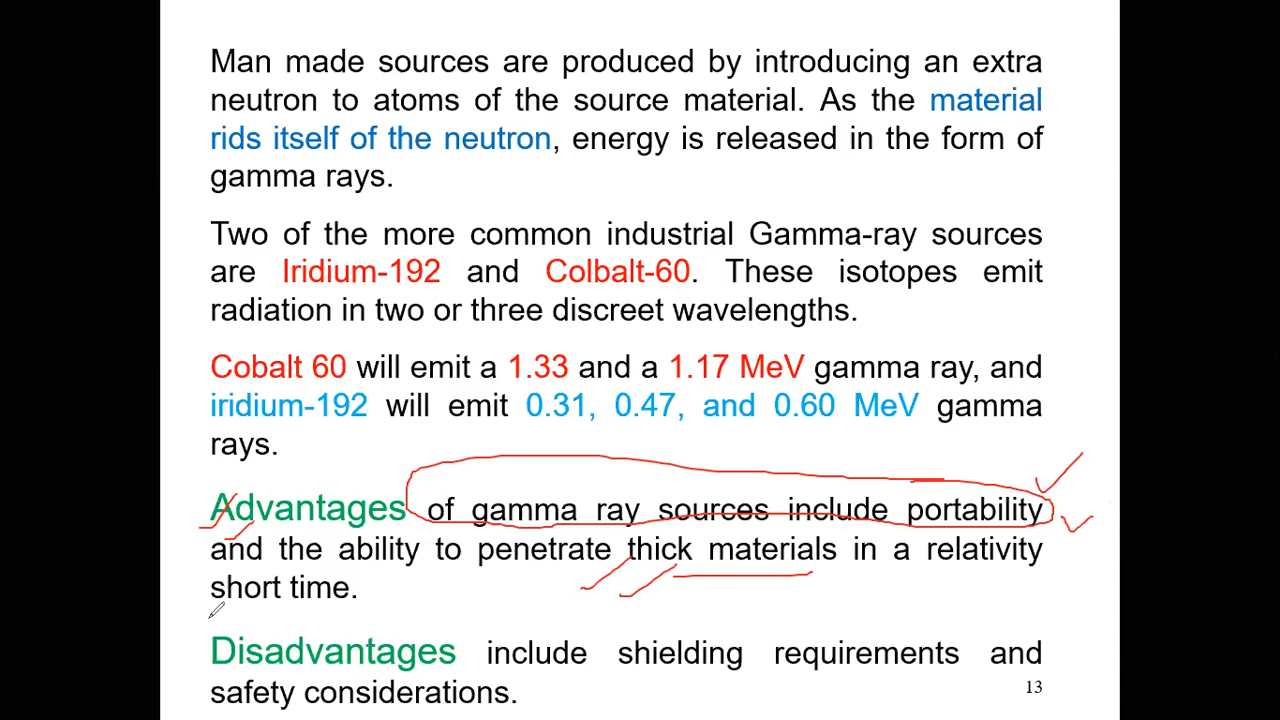 Man made sources are produced by introducing an extra
neutron to atoms of the source material. As the material
rids itself of the neutron, energy is released in the form of
gamma rays.
Two of the more common industrial Gamma-ray sources
are Iridium-192 and Colbalt-60. These isotopes emit
radiation in two or three discreet wavelengths.
Cobalt 60 will emit a 1.33 and a 1.17 MeV gamma ray, and
iridium-192 will emit 0.31, 0.47, and 0.60 MeV gamma
rays.
Advantages of gamma ray sources include portability
and the ability to penetrate thick materials in a relativity
short time.
Disadvantages include shielding requirements and
safety considerations.
13